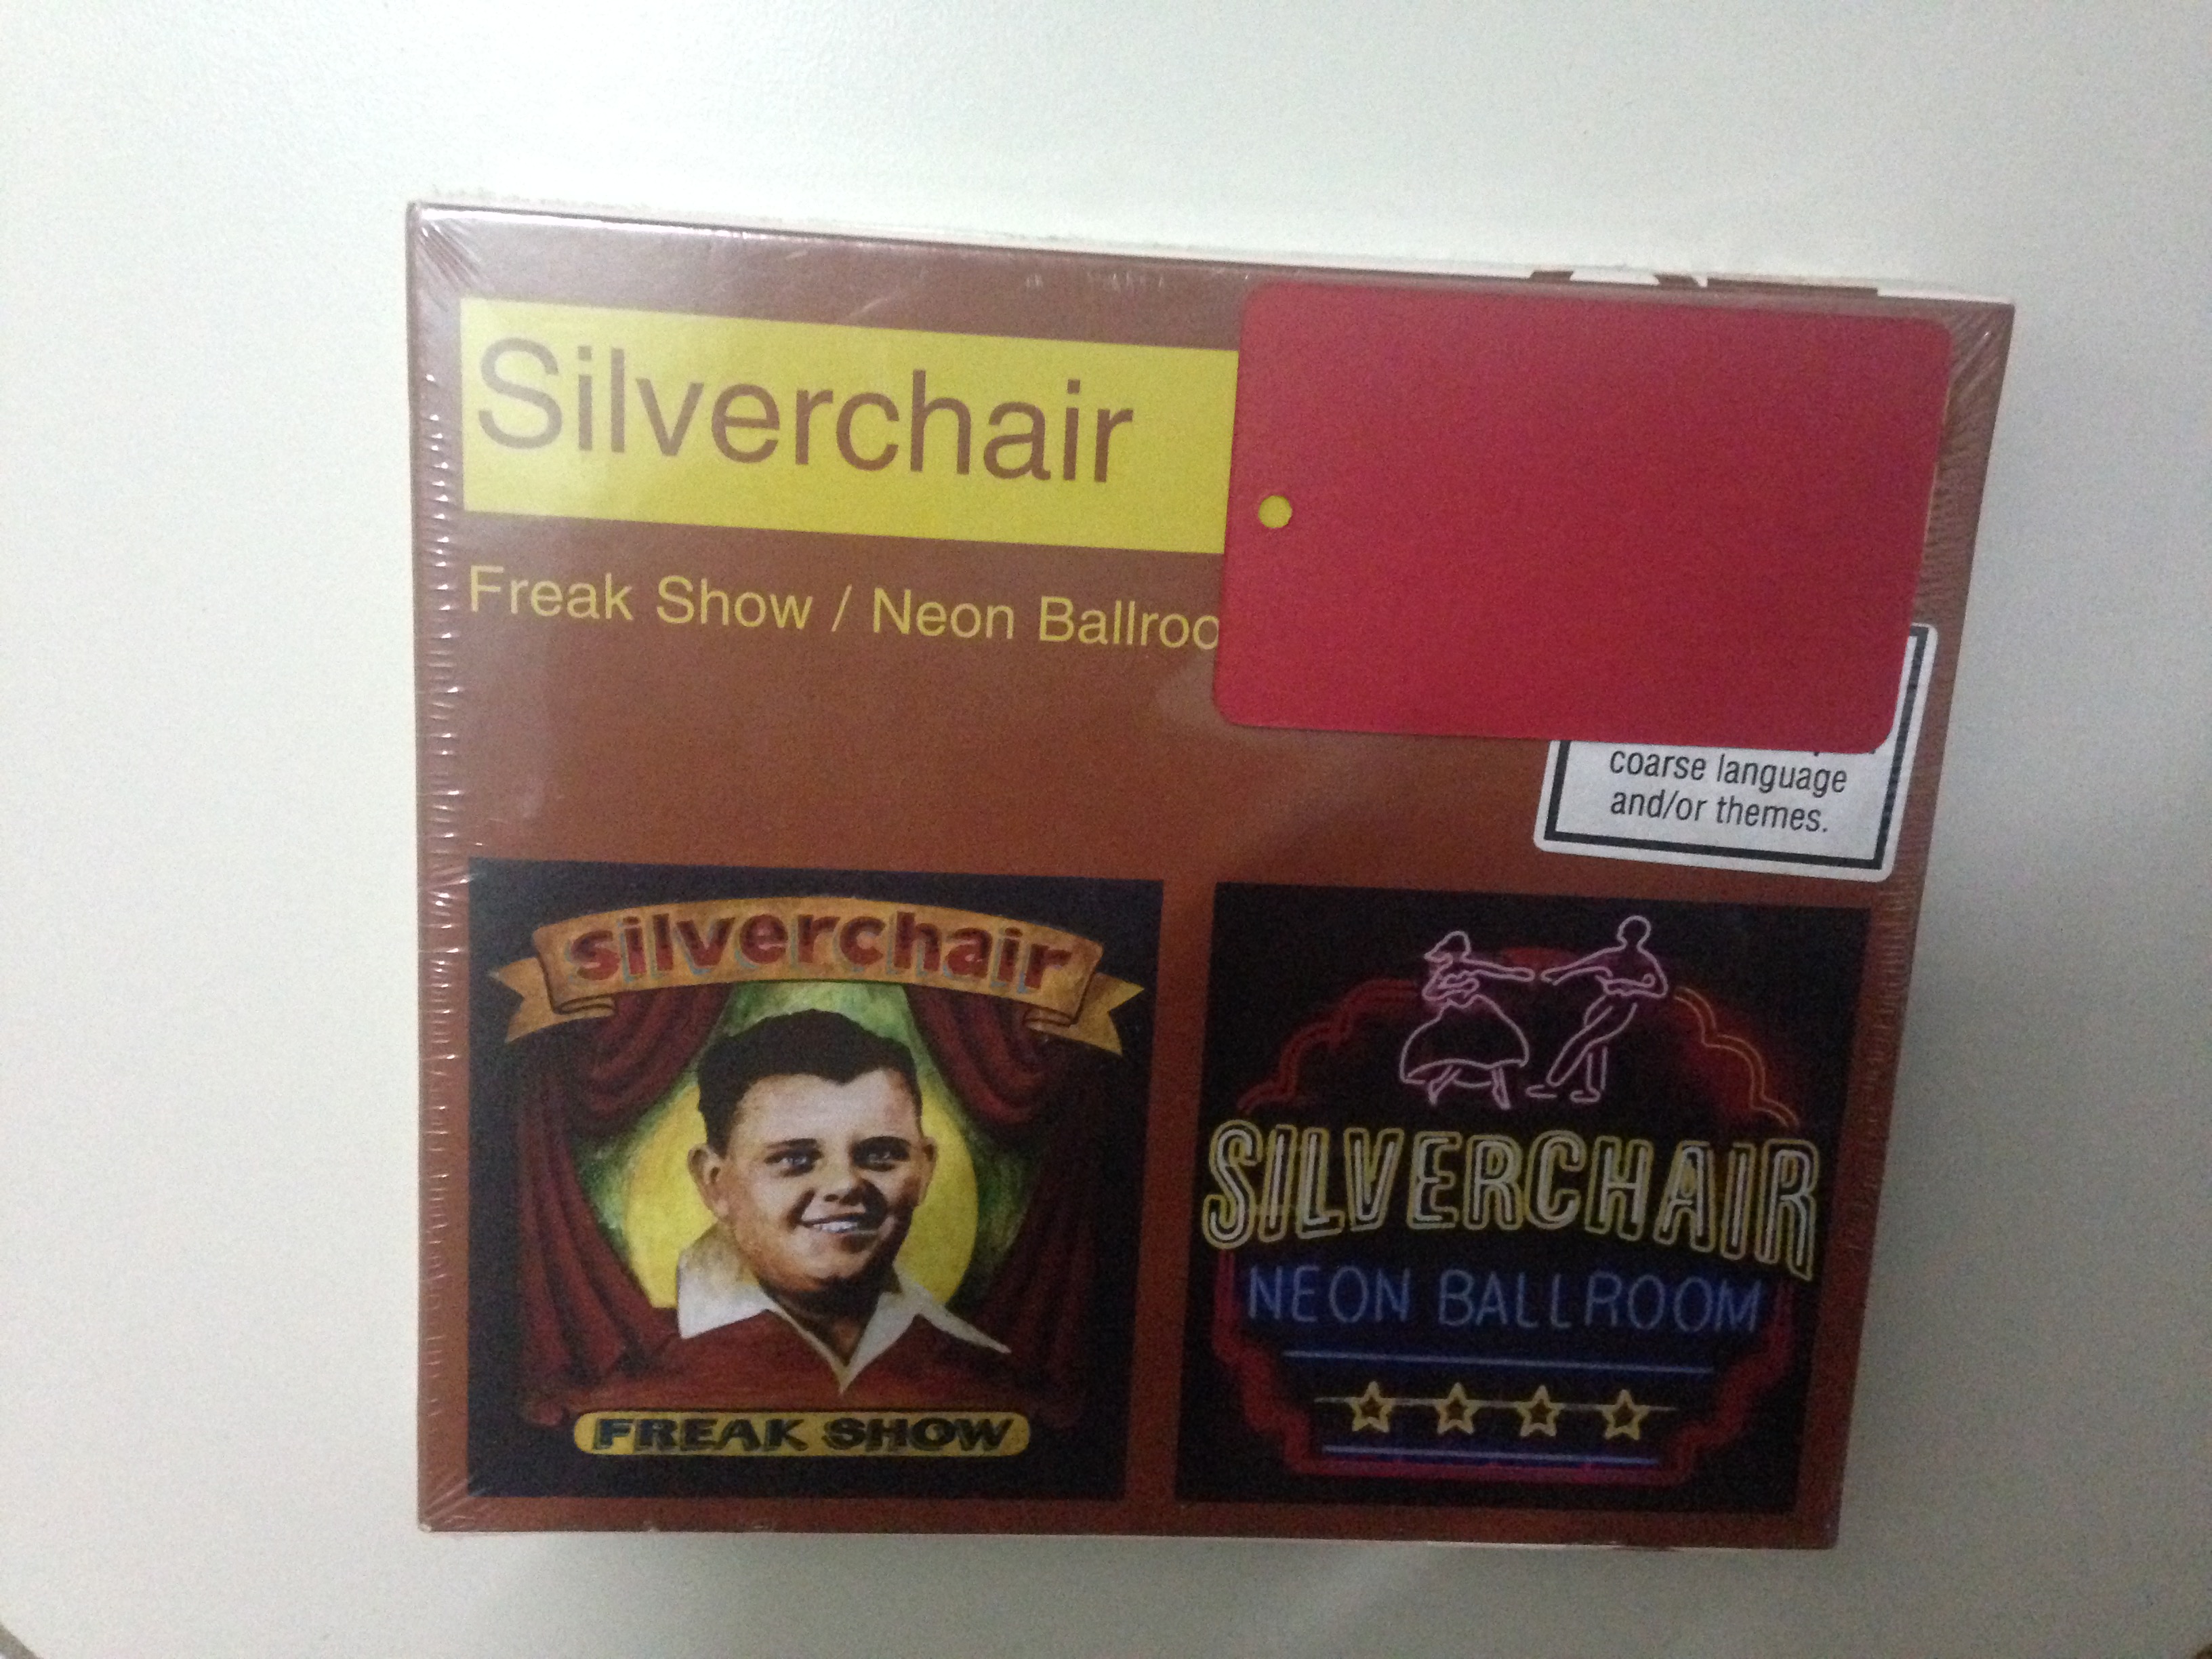 Silverchair
Freak Show / Neon Ballroo
coarse language
and/or themes.
silverchair
FREAK SHOW
SILVERCHAIR
NEON BALLROOM